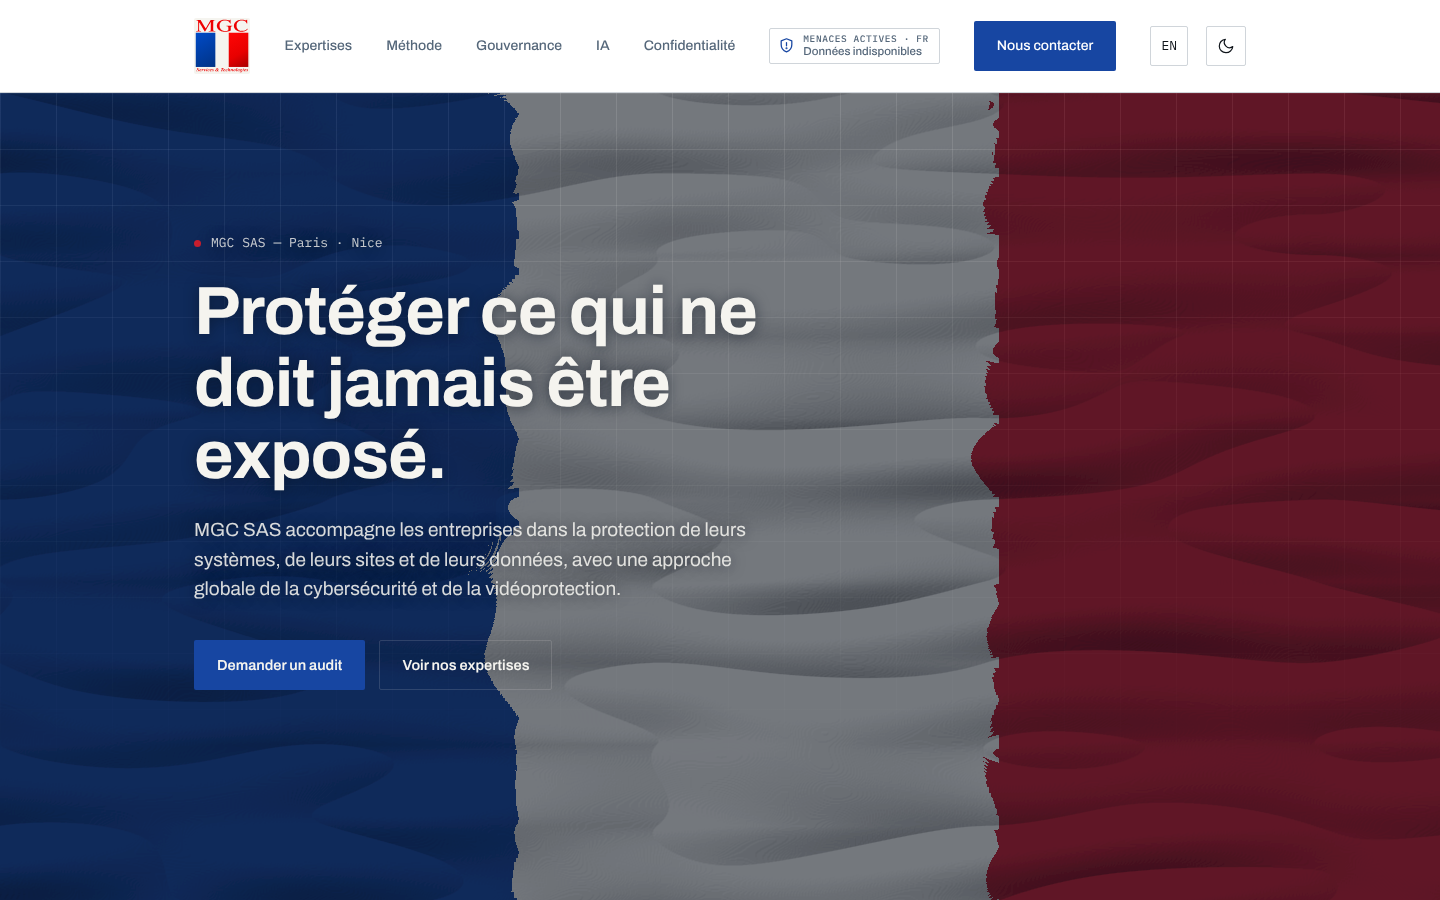 MGC
Services & Technologies
Expertises
Méthode
Gouvernance
IA
Confidentialité
MENACES ACTIVES · FR
Données indisponibles
Nous contacter
EN
MGC SAS — Paris · Nice
Protéger ce qui ne
doit jamais être
exposé.
MGC SAS accompagne les entreprises dans la protection de leurs
systèmes, de leurs sites et de leurs données, avec une approche
globale de la cybersécurité et de la vidéoprotection.
Demander un audit
Voir nos expertises